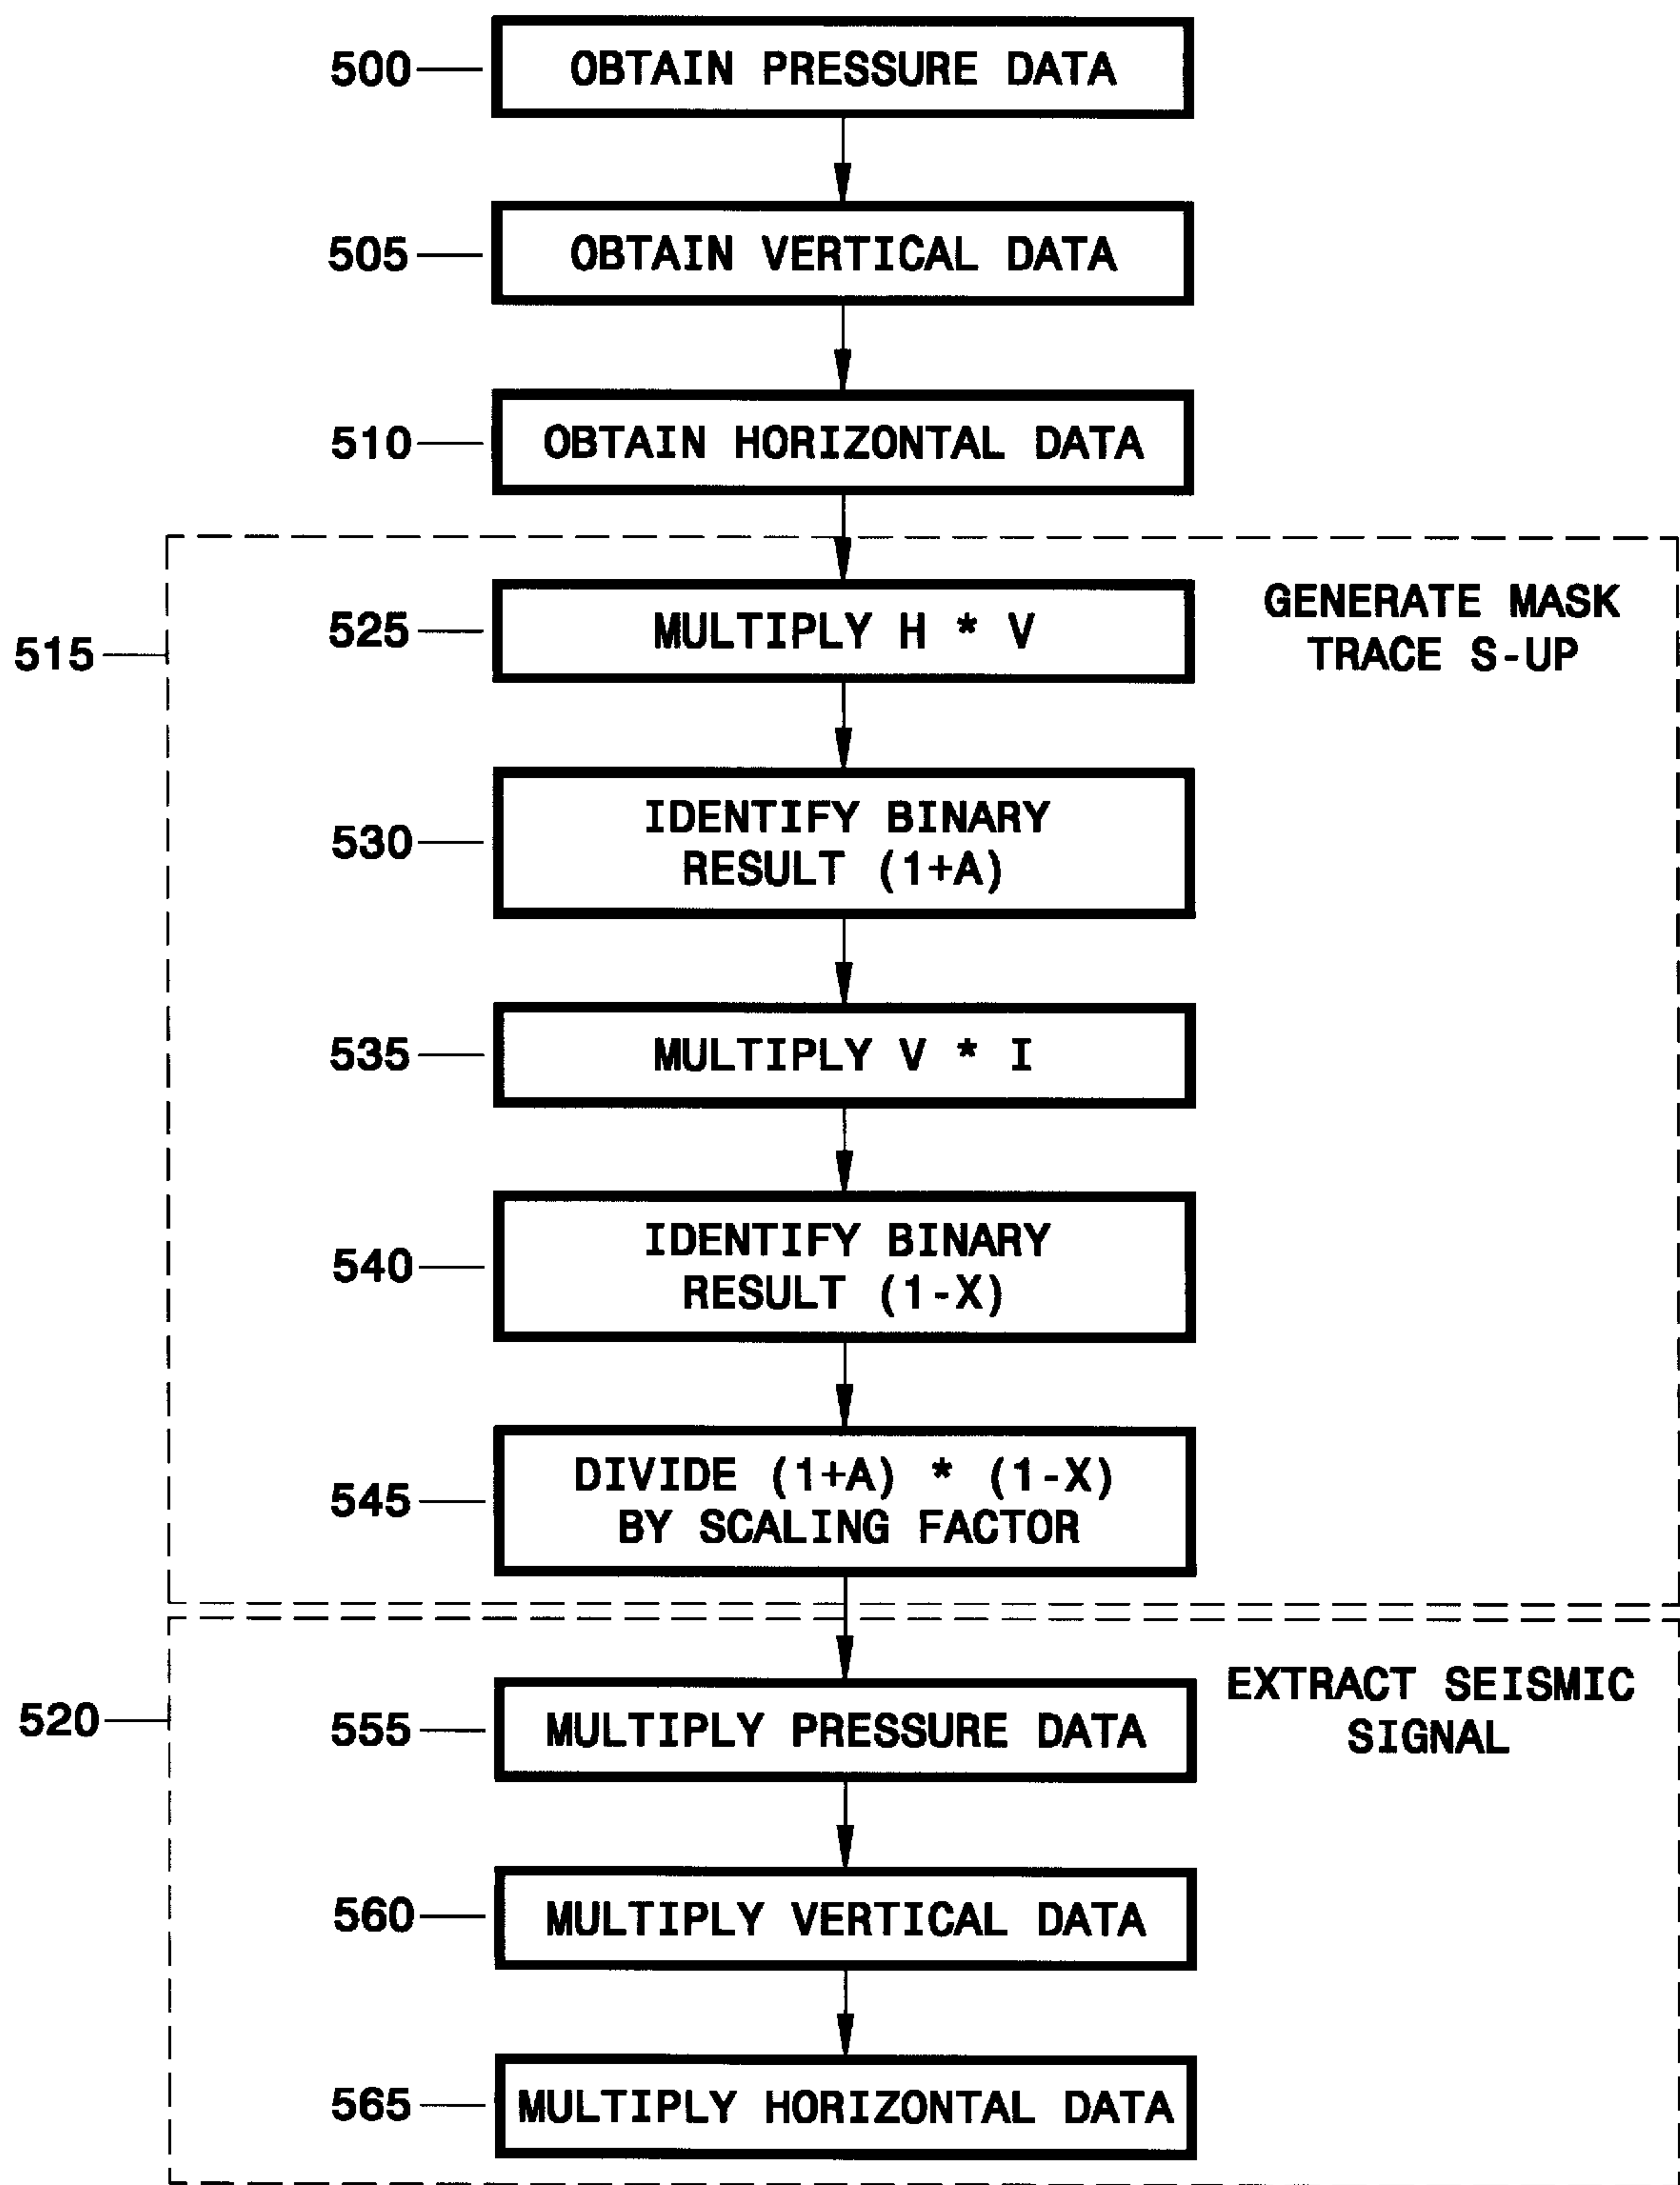 500
OBTAIN PRESSURE DATA
505
OBTAIN VERTICAL DATA
510
OBTAIN HORIZONTAL DATA
515
GENERATE MASK
TRACE S-UP
525
MULTIPLY H * V
530
IDENTIFY BINARY
RESULT (1+A)
535
MULTIPLY V * I
540
IDENTIFY BINARY
RESULT (1-X)
545
DIVIDE (1+A) * (1-X)
BY SCALING FACTOR
520
EXTRACT SEISMIC
SIGNAL
555
MULTIPLY PRESSURE DATA
560
MULTIPLY VERTICAL DATA
565
MULTIPLY HORIZONTAL DATA